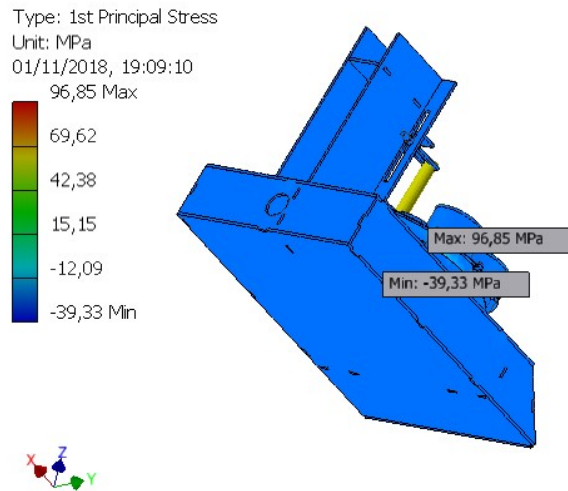 Type: 1st Principal Stress
Unit: MPa
01/11/2018, 19:09:10
96,85 Max
69,62
42,38
15,15
-12,09
-39,33 Min
Max: 96,85 MPa
Min: -39,33 MPa
X
Z
Y